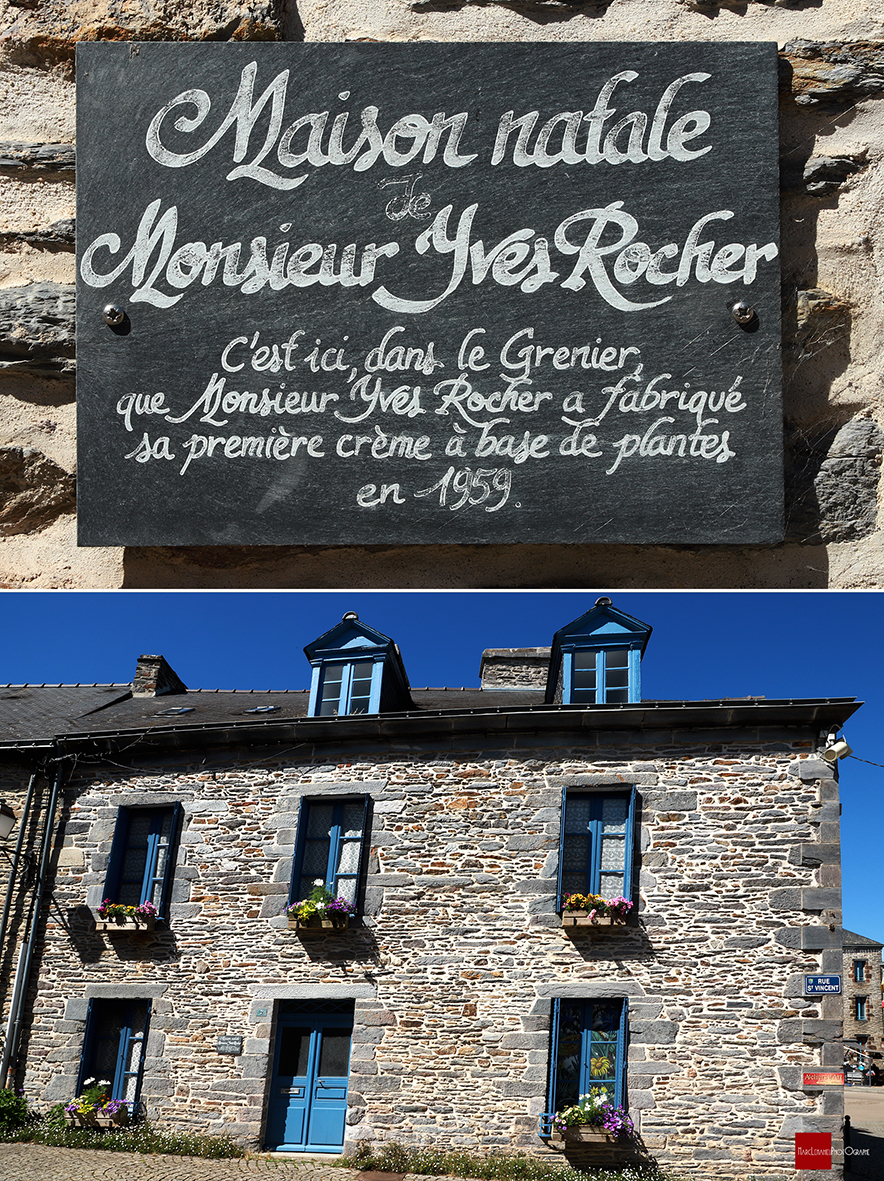 Maison natale
de
Monsieur Yves Rocher
C'est ici, dans le Grenier,
que Monsieur Yves Rocher a fabriqué
sa première crème à base de plantes
en 1959.
RUE
ST VINCENT